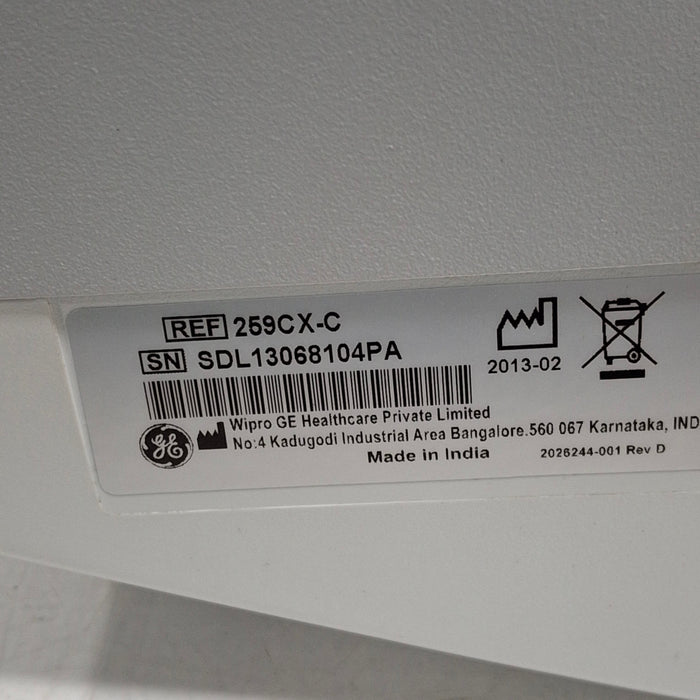 REF 259CX-C
SN SDL13068104PA
2013-02
GE
Wipro GE Healthcare Private Limited
No:4 Kadugodi Industrial Area Bangalore.560 067 Karnataka, IND
Made in India
2026244-001 Rev D